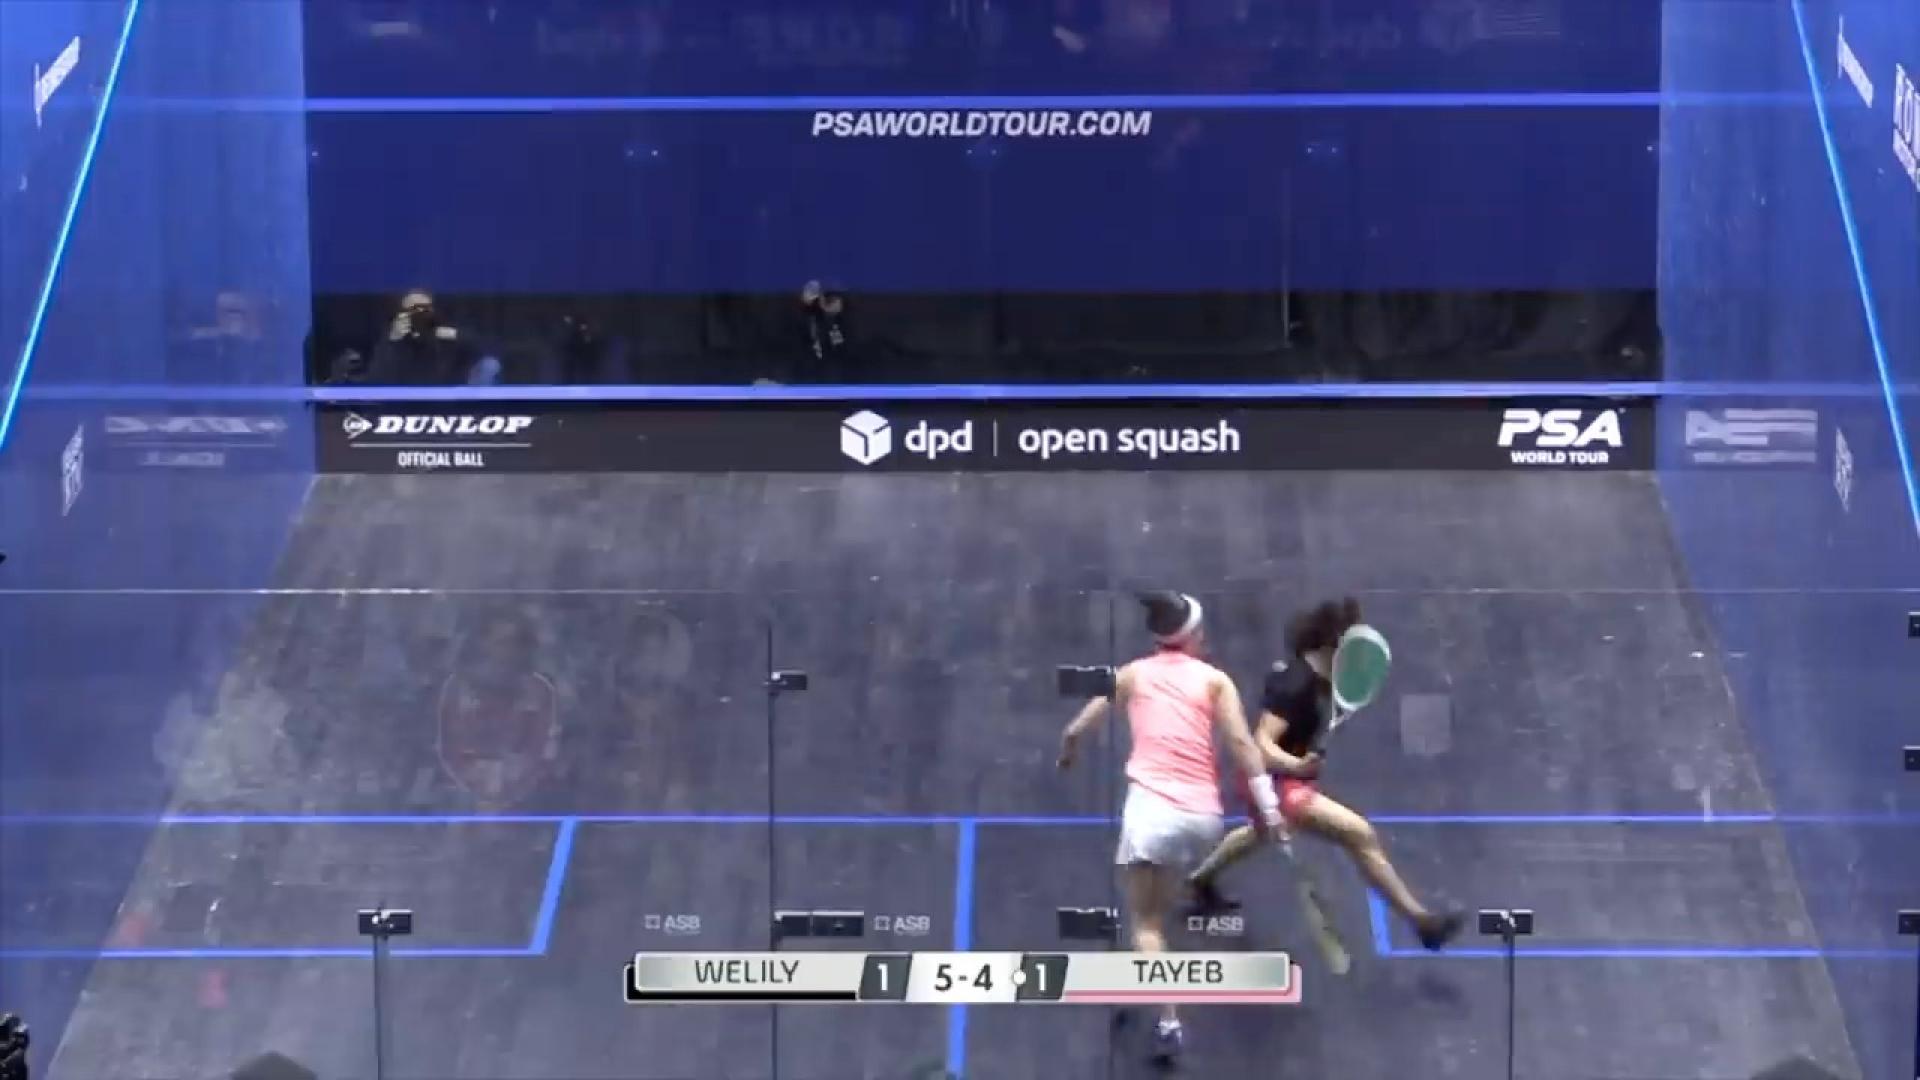 PSAWORLDTOUR.COM
DUNLOP
OFFICIAL BALL
dpd | open squash
PSA
WORLD TOUR
ASB
ASB
ASB
WELILY 1 5-4 1 TAYEB